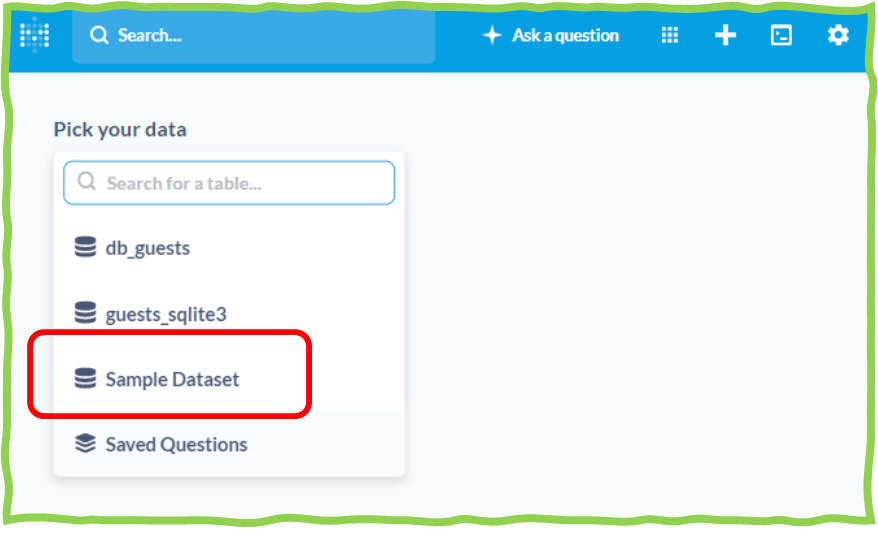 Search...
Ask a question
Pick your data
Search for a table...
db_guests
guests_sqlite3
Sample Dataset
Saved Questions